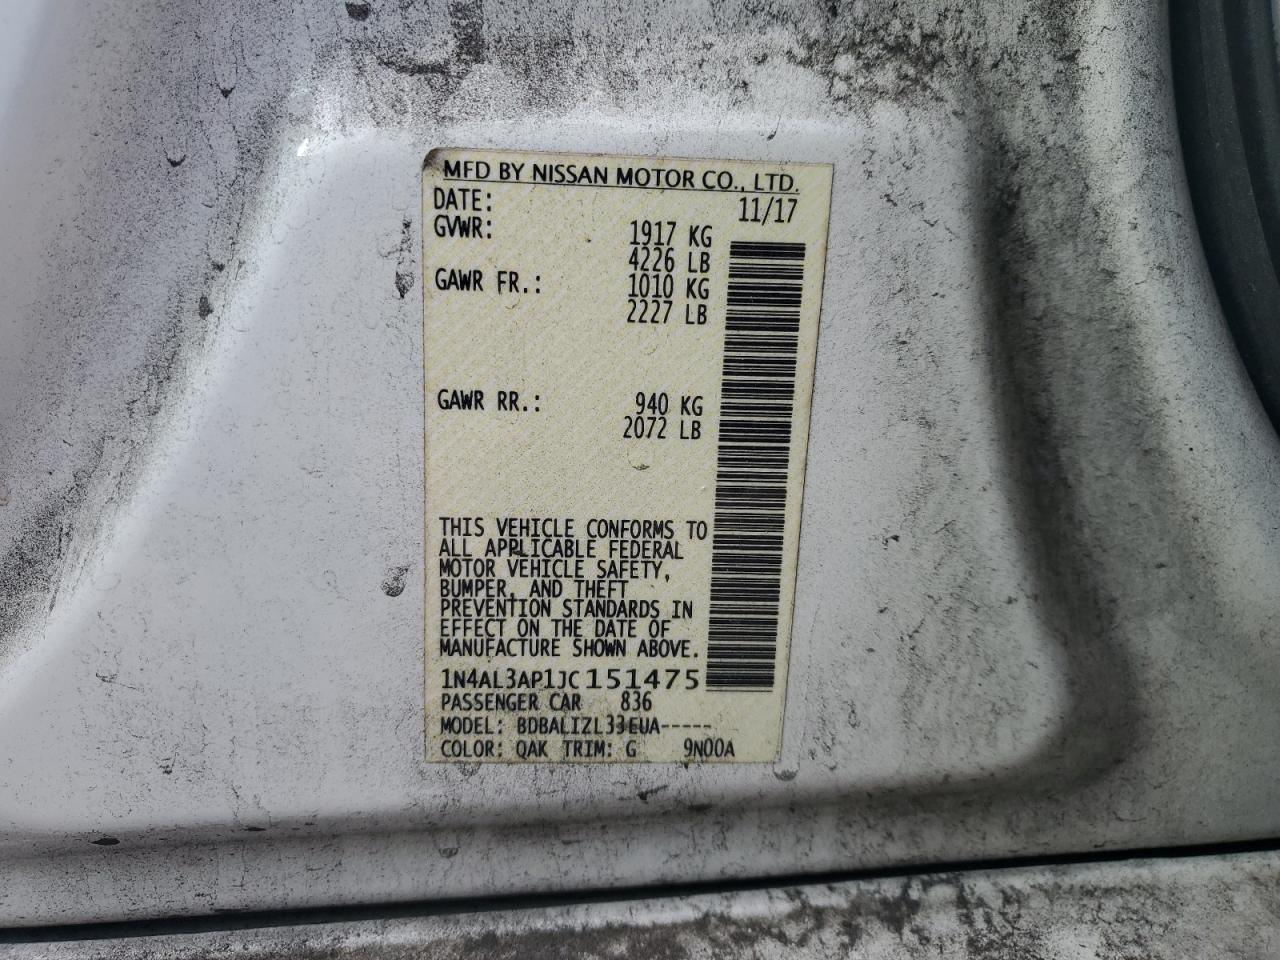 MFD BY NISSAN MOTOR CO., LTD.
DATE: 11/17
GVWR: 1917 KG
4226 LB
GAWR FR.: 1010 KG
2227 LB
GAWR RR.: 940 KG
2072 LB
THIS VEHICLE CONFORMS TO
ALL APPLICABLE FEDERAL
MOTOR VEHICLE SAFETY,
BUMPER, AND THEFT
PREVENTION STANDARDS IN
EFFECT ON THE DATE OF
MANUFACTURE SHOWN ABOVE.
1N4AL3AP1JC151475
PASSENGER CAR 836
MODEL: BDBALIZL33EUA-----
COLOR: QAK TRIM: G 9N00A